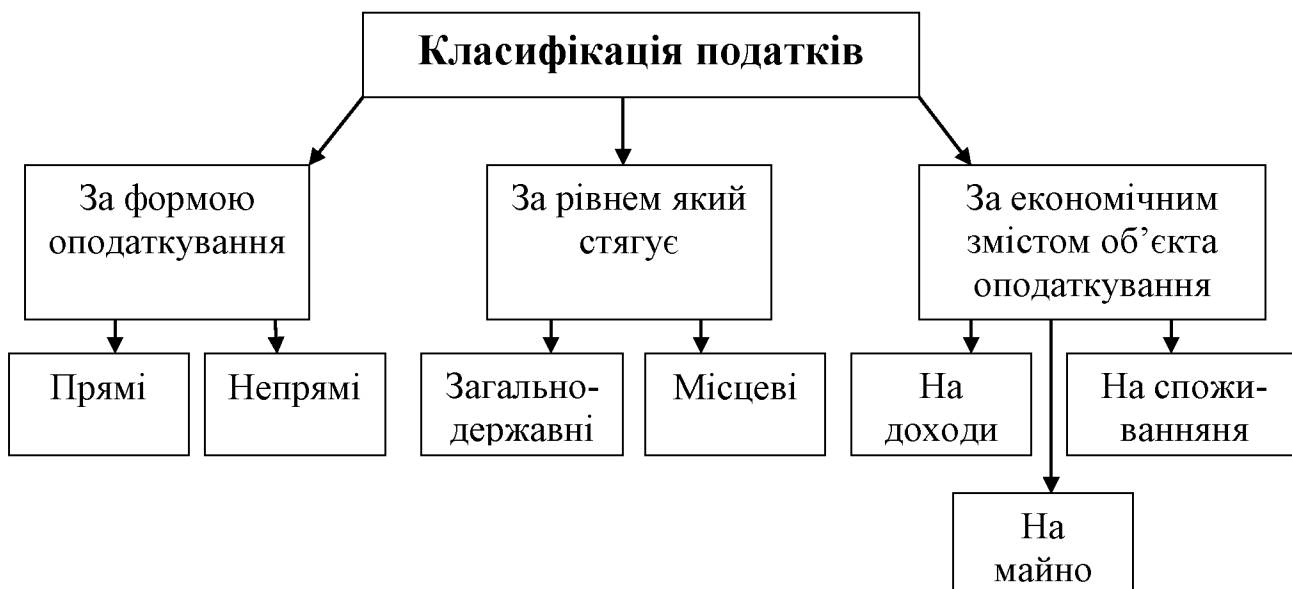 Класифікація податків
За формою
оподаткування
За рівнем який
стягує
За економічним
змістом об’єкта
оподаткування
Прямі
Непрямі
Загально-
державні
Місцеві
На
доходи
На спожи-
ванняня
На
майно